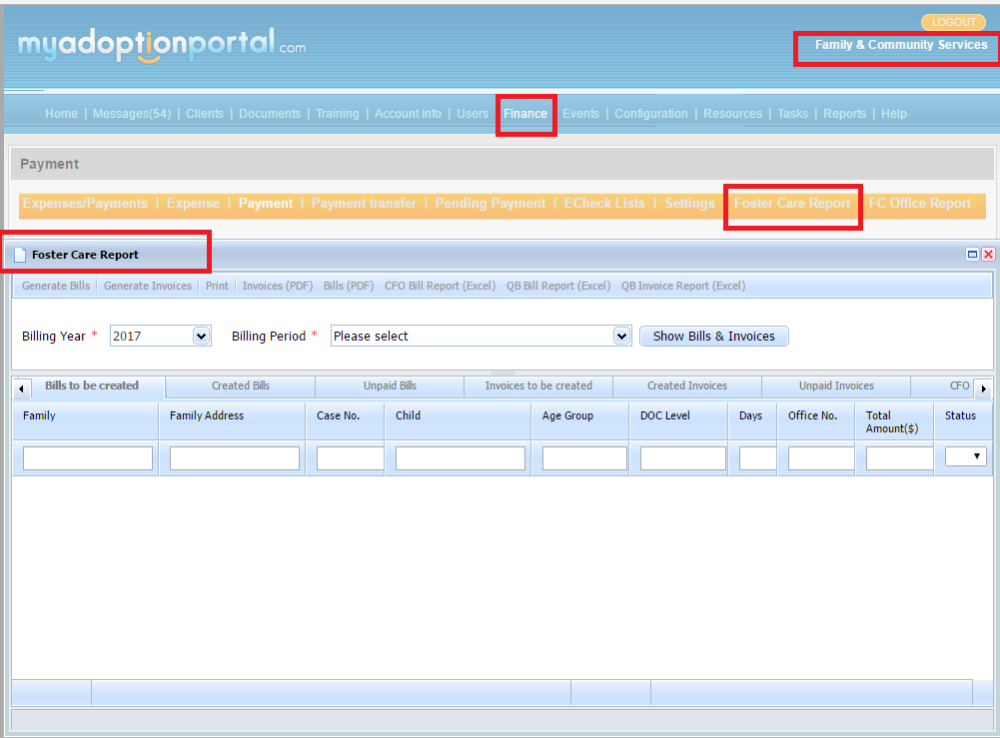 LOGOUT
myadoptionportal.com
Family & Community Services
Home | Messages(54) | Clients | Documents | Training | Account Info | Users | Finance | Events | Configuration | Resources | Tasks | Reports | Help
Payment
Expenses/Payments | Expense | Payment | Payment transfer | Pending Payment | ECheck Lists | Settings | Foster Care Report | FC Office Report
Foster Care Report
Generate Bills | Generate Invoices | Print | Invoices (PDF) Bills (PDF) CFO Bill Report (Excel) QB Bill Report (Excel) QB Invoice Report (Excel)
Billing Year * 2017 Billing Period * Please select Show Bills & Invoices
Bills to be created Created Bills Unpaid Bills Invoices to be created Created Invoices Unpaid Invoices CFO
Family Family Address Case No. Child Age Group DOC Level Days Office No. Total Status
Amount($)